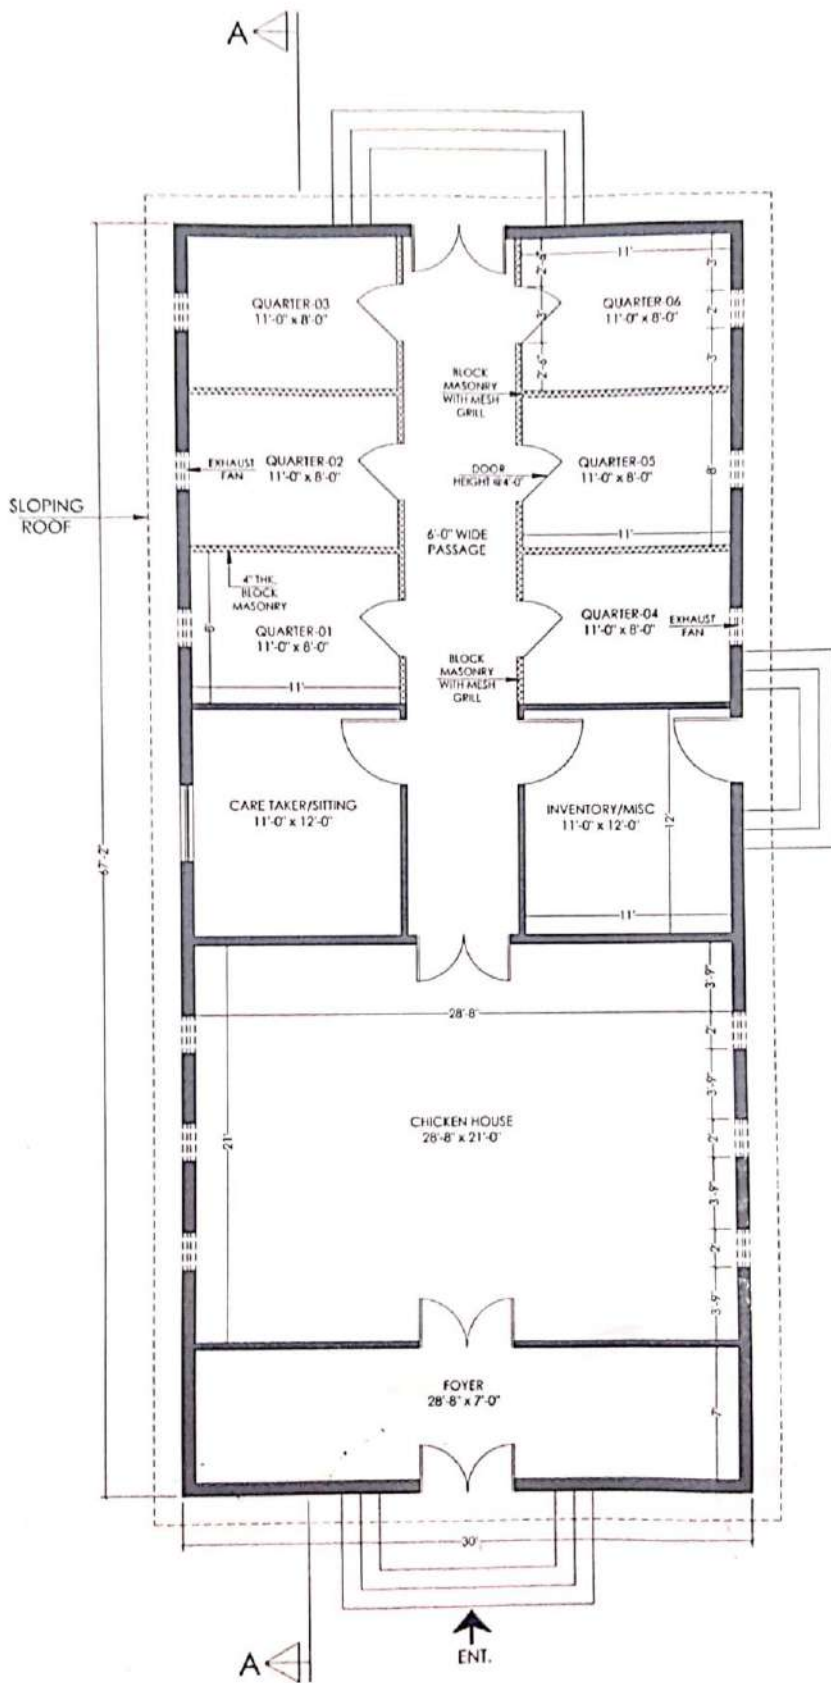 A
QUARTER-03
11'-0" x 8'-0"
11'
2'-6"
3'
2'-6"
QUARTER-06
11'-0" x 8'-0"
3'
2'
3'
BLOCK
MASONRY
WITH MESH
GRILL
EXHAUST
FAN
QUARTER-02
11'-0" x 8'-0"
DOOR
HEIGHT @4'-0"
QUARTER-05
11'-0" x 8'-0"
8'
11'
SLOPING
ROOF
6'-0" WIDE
PASSAGE
4" THK.
BLOCK
MASONRY
8'
QUARTER-01
11'-0" x 8'-0"
11'
QUARTER-04
11'-0" x 8'-0"
EXHAUST
FAN
BLOCK
MASONRY
WITH MESH
GRILL
CARE TAKER/SITTING
11'-0" x 12'-0"
INVENTORY/MISC
11'-0" x 12'-0"
12'
11'
67'-2"
28'-8"
3'-9"
2'
3'-9"
2'
3'-9"
2'
3'-9"
21'
CHICKEN HOUSE
28'-8" x 21'-0"
FOYER
28'-8" x 7'-0"
7'
30'
ENT.
A